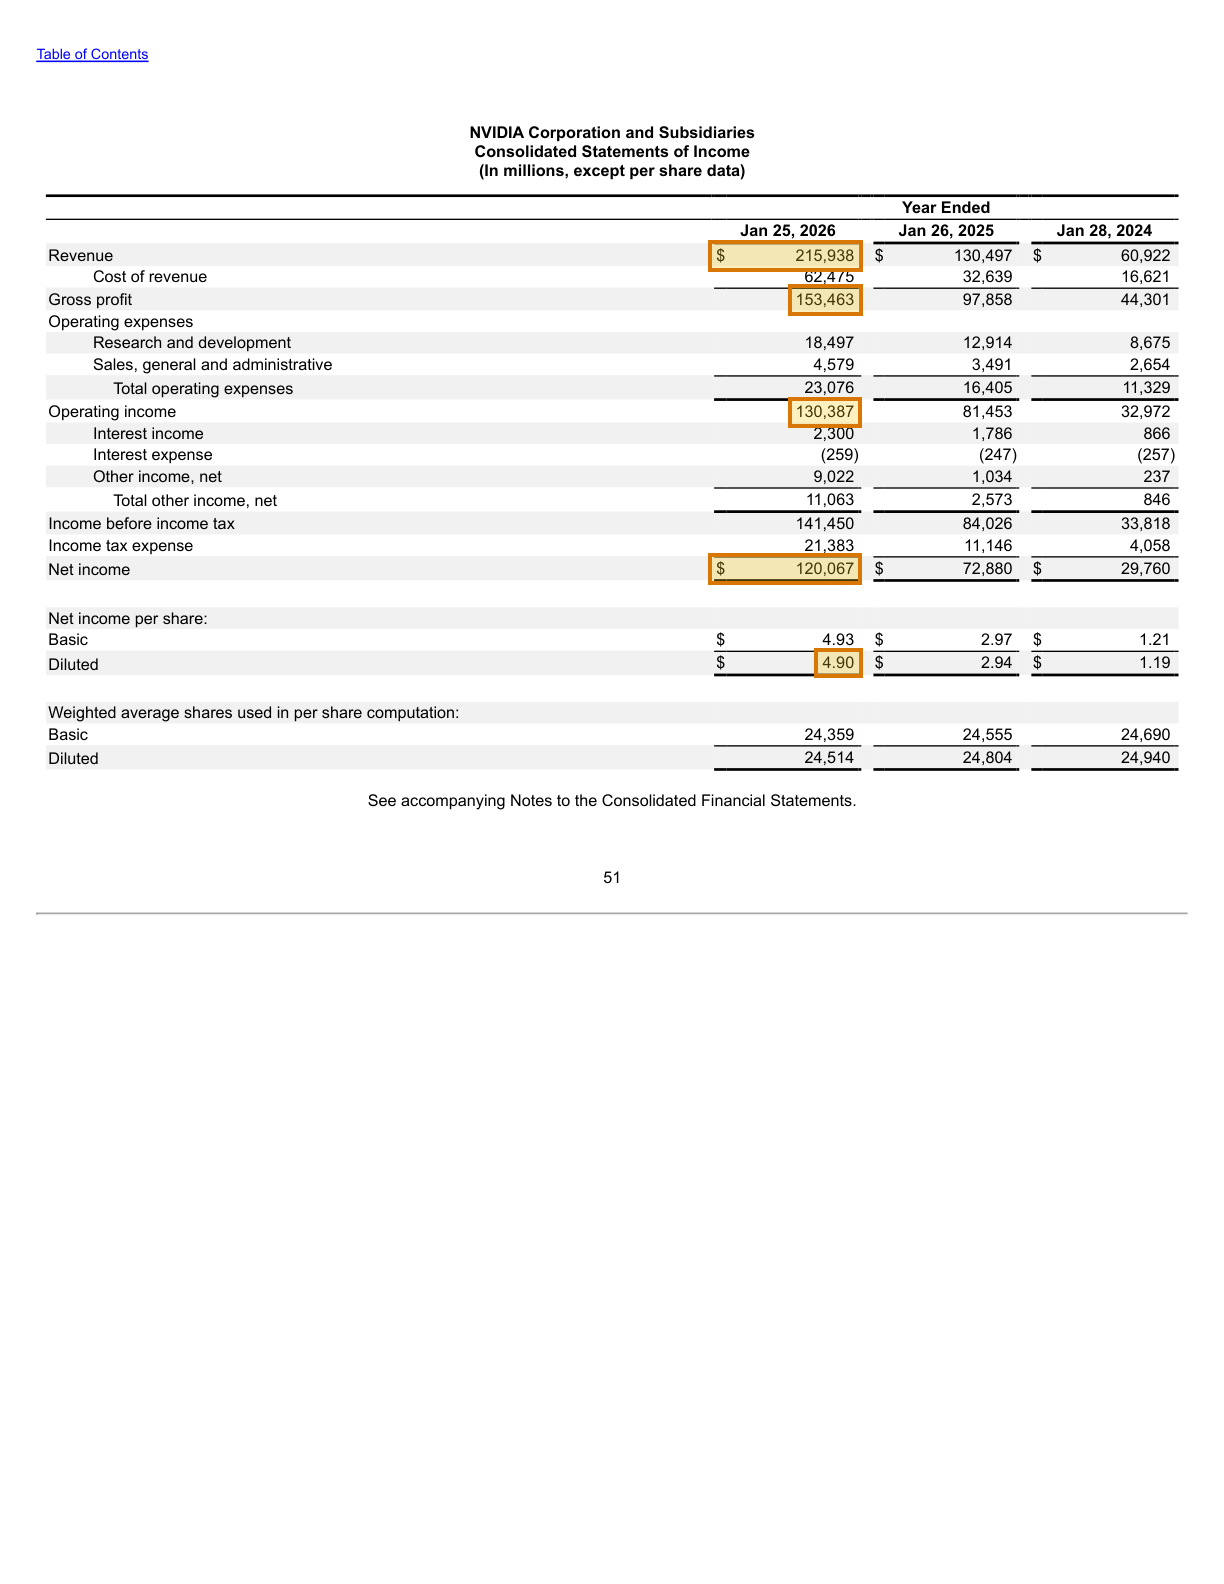 Table of Contents
NVIDIA Corporation and Subsidiaries
Consolidated Statements of Income
(In millions, except per share data)
Year Ended
Jan 25, 2026 Jan 26, 2025 Jan 28, 2024
Revenue $ 215,938 $ 130,497 $ 60,922
Cost of revenue 62,475 32,639 16,621
Gross profit 153,463 97,858 44,301
Operating expenses
Research and development 18,497 12,914 8,675
Sales, general and administrative 4,579 3,491 2,654
Total operating expenses 23,076 16,405 11,329
Operating income 130,387 81,453 32,972
Interest income 2,300 1,786 866
Interest expense (259) (247) (257)
Other income, net 9,022 1,034 237
Total other income, net 11,063 2,573 846
Income before income tax 141,450 84,026 33,818
Income tax expense 21,383 11,146 4,058
Net income $ 120,067 $ 72,880 $ 29,760
Net income per share:
Basic $ 4.93 $ 2.97 $ 1.21
Diluted $ 4.90 $ 2.94 $ 1.19
Weighted average shares used in per share computation:
Basic 24,359 24,555 24,690
Diluted 24,514 24,804 24,940
See accompanying Notes to the Consolidated Financial Statements.
51